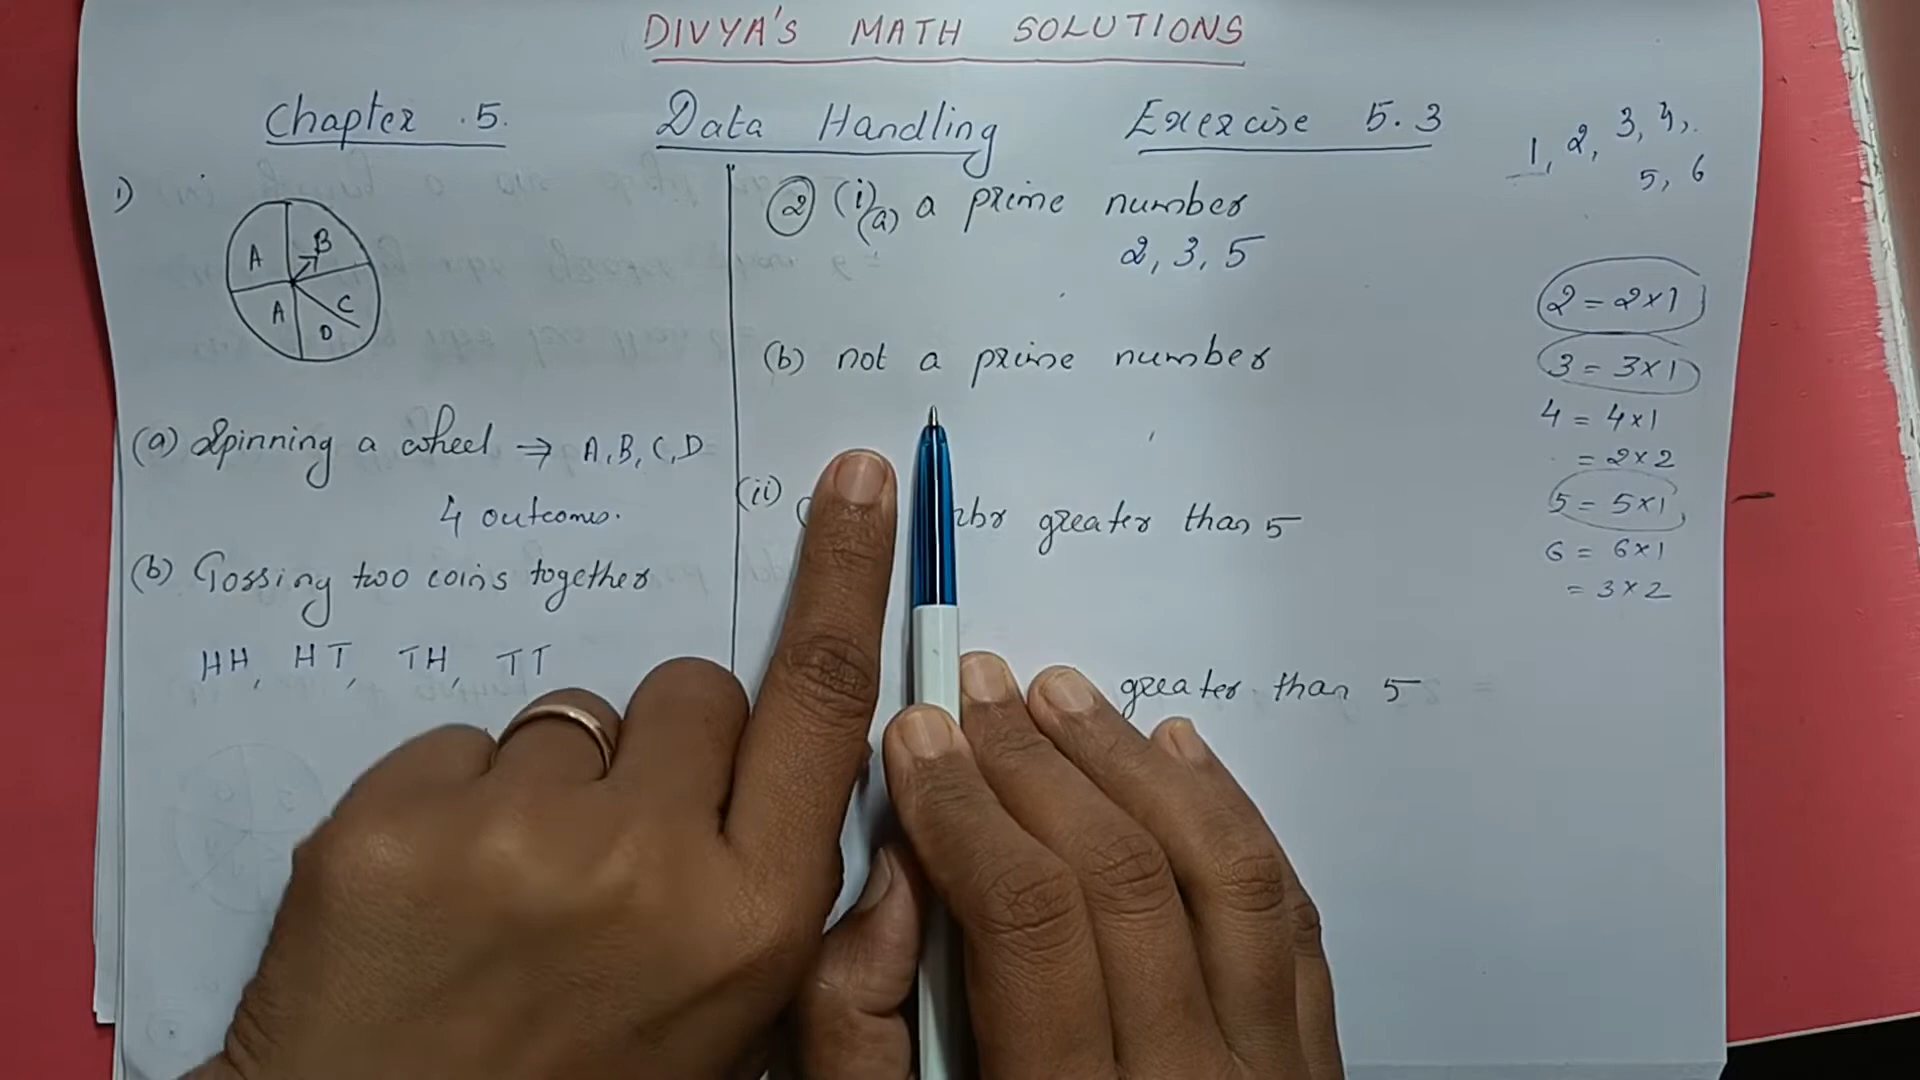 DIVYA'S MATH SOLUTIONS
Chapter .5. Data Handling Exercise 5.3
1, 2, 3, 4,
5, 6
1)
A B
A C
D
(a) Spinning a wheel → A, B, C, D
4 outcomes.
(b) Tossing two coins together
HH, HT, TH, TT
2 (i) (a) a prime number
2, 3, 5
(b) not a prime number
(ii)
greater than 5
greater than 5
2 = 2×1
3 = 3×1
4 = 4×1
= 2×2
5 = 5×1
6 = 6×1
= 3×2